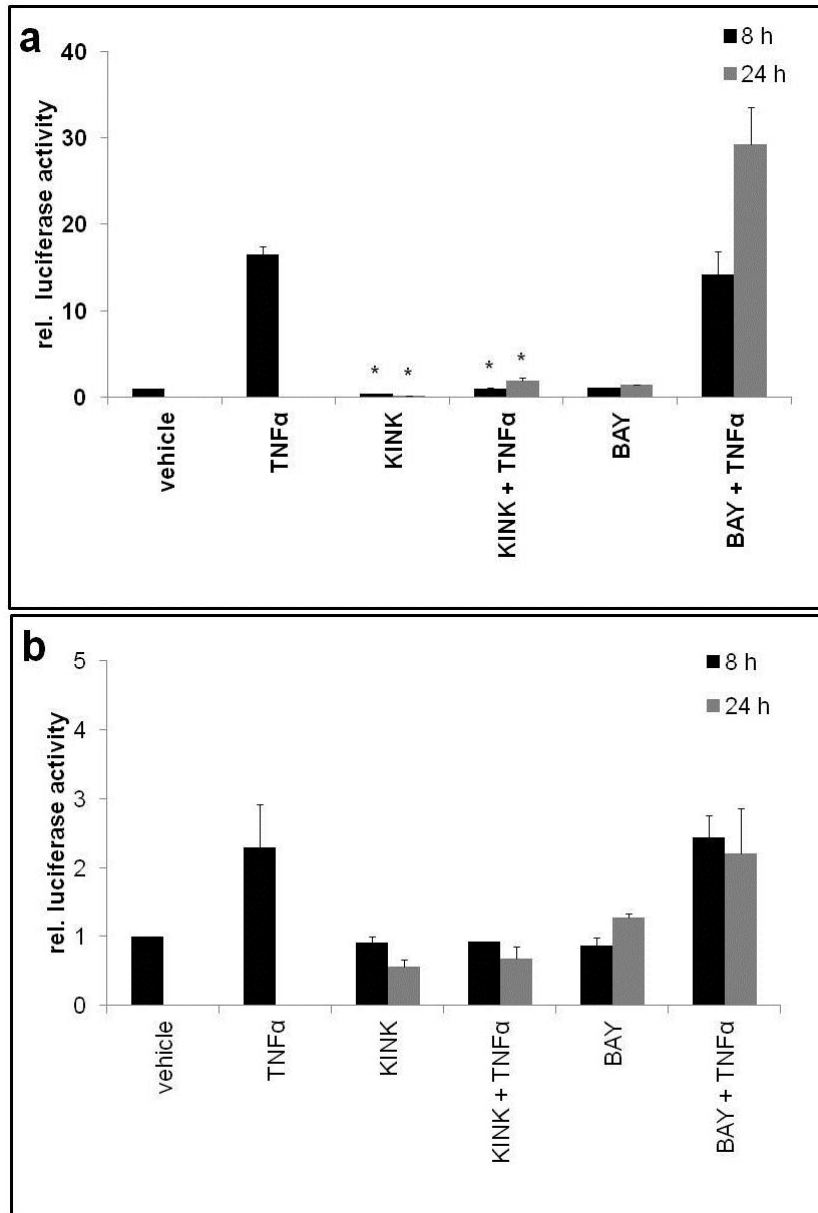 a
8 h
24 h
rel. luciferase activity
40
30
20
10
0
* * * *
vehicle
TNFα
KINK
KINK + TNFα
BAY
BAY + TNFα
b
8 h
24 h
rel. luciferase activity
5
4
3
2
1
0
vehicle
TNFα
KINK
KINK + TNFα
BAY
BAY + TNFα